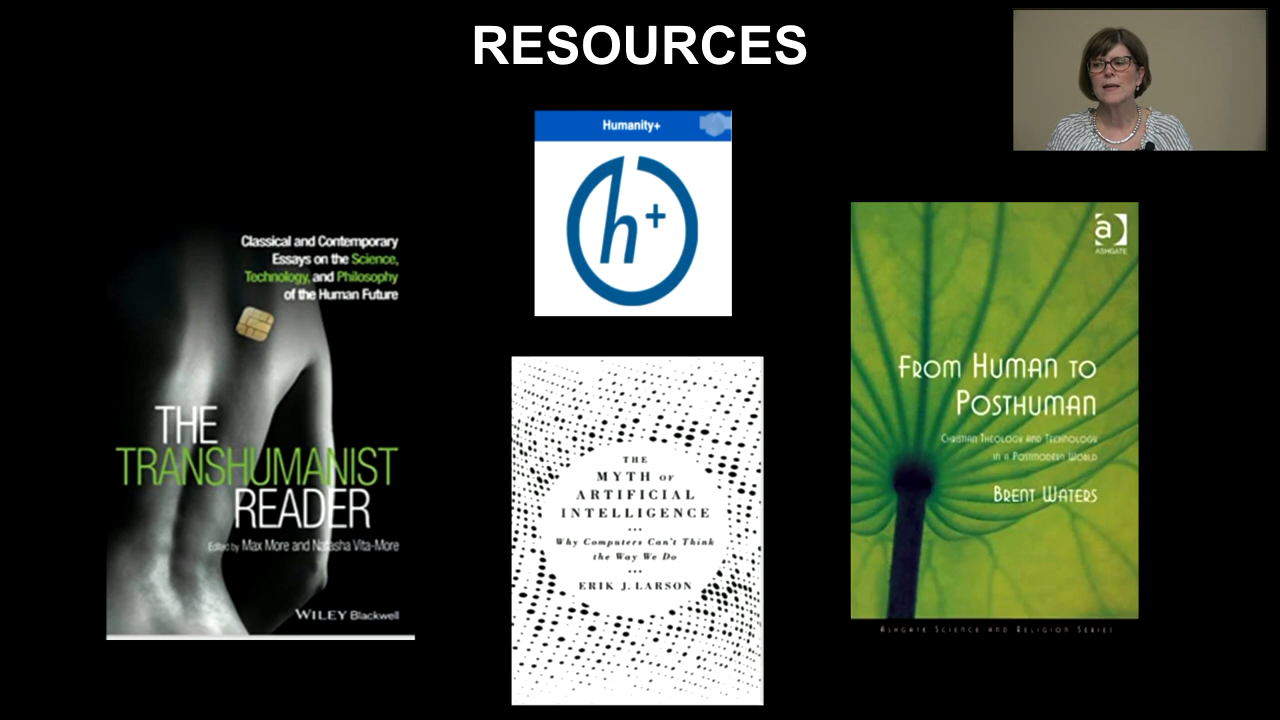 RESOURCES
Humanity+
h+
Classical and Contemporary
Essays on the Science,
Technology, and Philosophy
of the Human Future
THE
TRANSHUMANIST
READER
Edited by Max More and Natasha Vita-More
WILEY Blackwell
THE
MYTH OF
ARTIFICIAL
INTELLIGENCE
Why Computers Can't Think
the Way We Do
ERIK J. LARSON
a
ASHGATE
FROM HUMAN TO
POSTHUMAN
CHRISTIAN THEOLOGY AND TECHNOLOGY
IN A POSTMODERN WORLD
BRENT WATERS
ASHGATE SCIENCE AND RELIGION SERIES